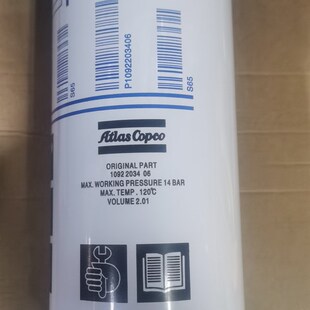 S65
P1092203406
S65
Atlas Copco
ORIGINAL PART
1092 2034 06
MAX. WORKING PRESSURE 14 BAR
MAX. TEMP . 120℃
VOLUME 2.01